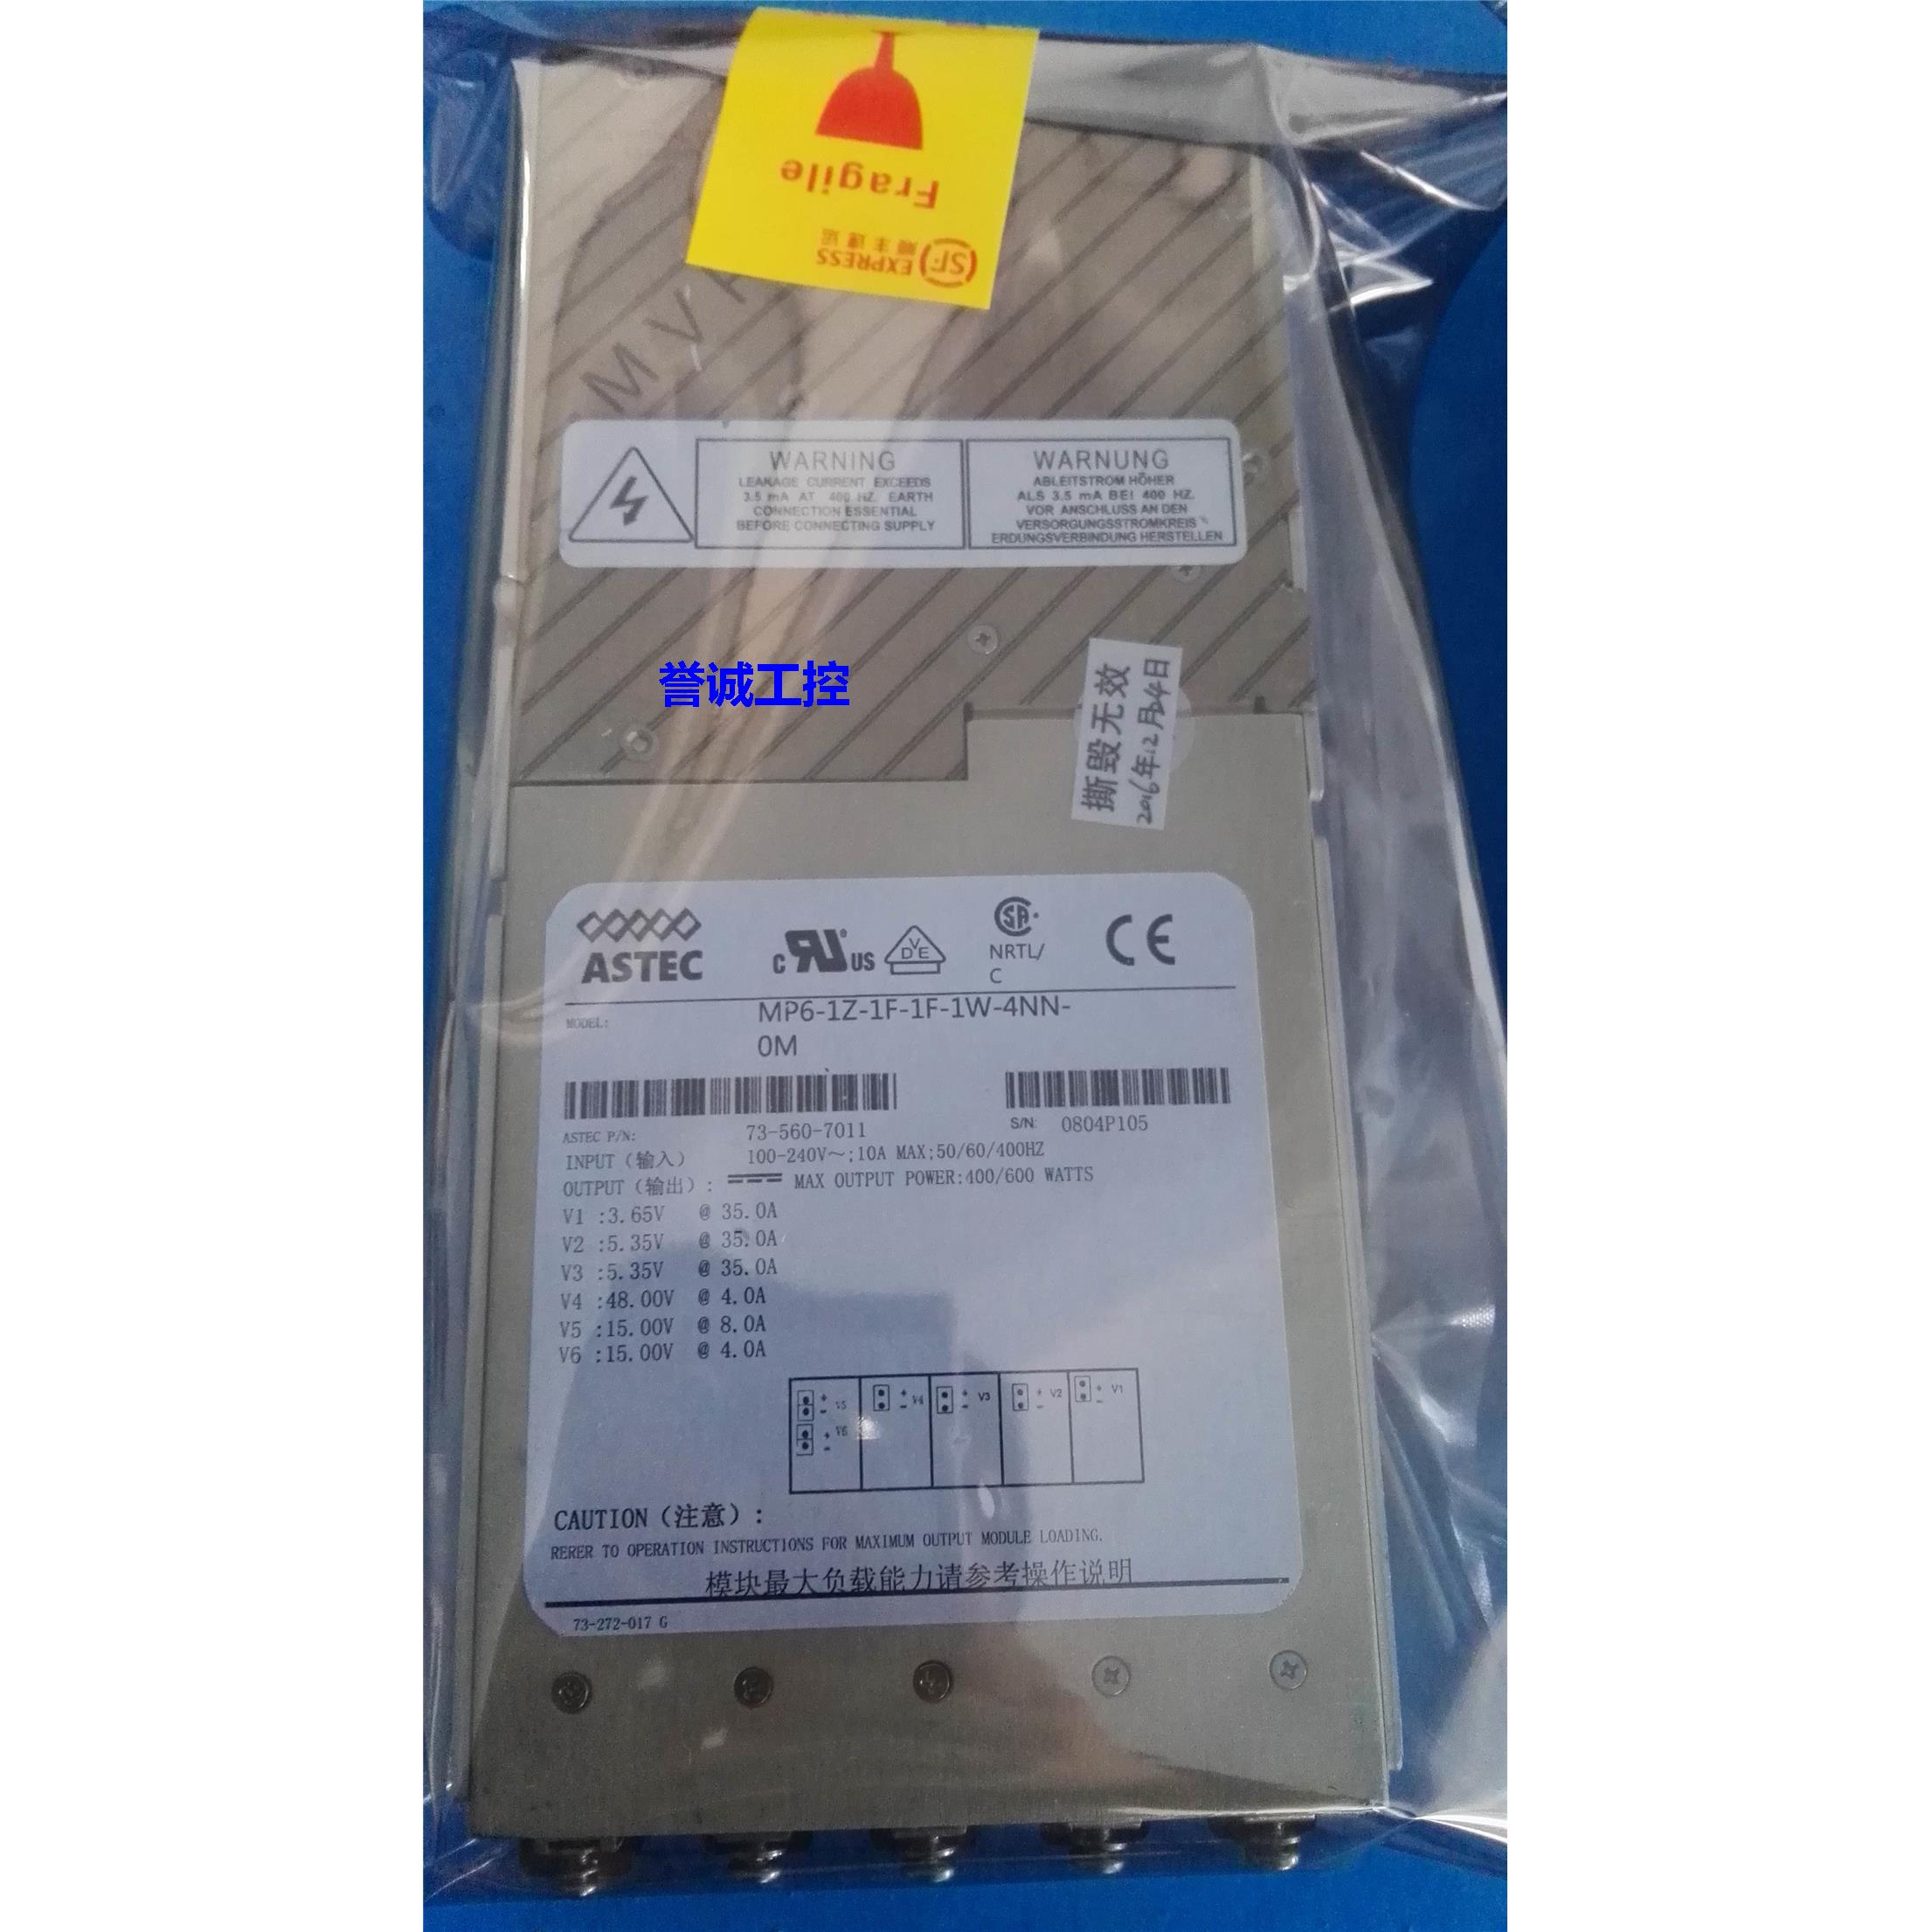 Fragile
SF EXPRESS
顺丰速运
MV
WARNING
LEAKAGE CURRENT EXCEEDS
3.5 mA AT 400 HZ. EARTH
CONNECTION ESSENTIAL
BEFORE CONNECTING SUPPLY
WARNUNG
ABLEITSTROM HÖHER
ALS 3.5 mA BEI 400 HZ.
VOR ANSCHLUSS AN DEN
VERSORGUNGSSTROMKREIS
ERDUNGSVERBINDUNG HERSTELLEN
誉诚工控
撕毁无效
2016年12月24日
ASTEC
c RU US
VDE
SA
NRTL/
C
CE
MODEL:
MP6-1Z-1F-1F-1W-4NN-
0M
ASTEC P/N: 73-560-7011
S/N: 0804P105
INPUT（输入） 100-240V～;10A MAX;50/60/400HZ
OUTPUT（输出）: MAX OUTPUT POWER:400/600 WATTS
V1 :3.65V @ 35.0A
V2 :5.35V @ 35.0A
V3 :5.35V @ 35.0A
V4 :48.00V @ 4.0A
V5 :15.00V @ 8.0A
V6 :15.00V @ 4.0A
+ V5 + V4 + V3 + V2 + V1
- - - - -
+ V6
-
CAUTION（注意）:
RERER TO OPERATION INSTRUCTIONS FOR MAXIMUM OUTPUT MODULE LOADING.
模块最大负载能力请参考操作说明
73-272-017 G